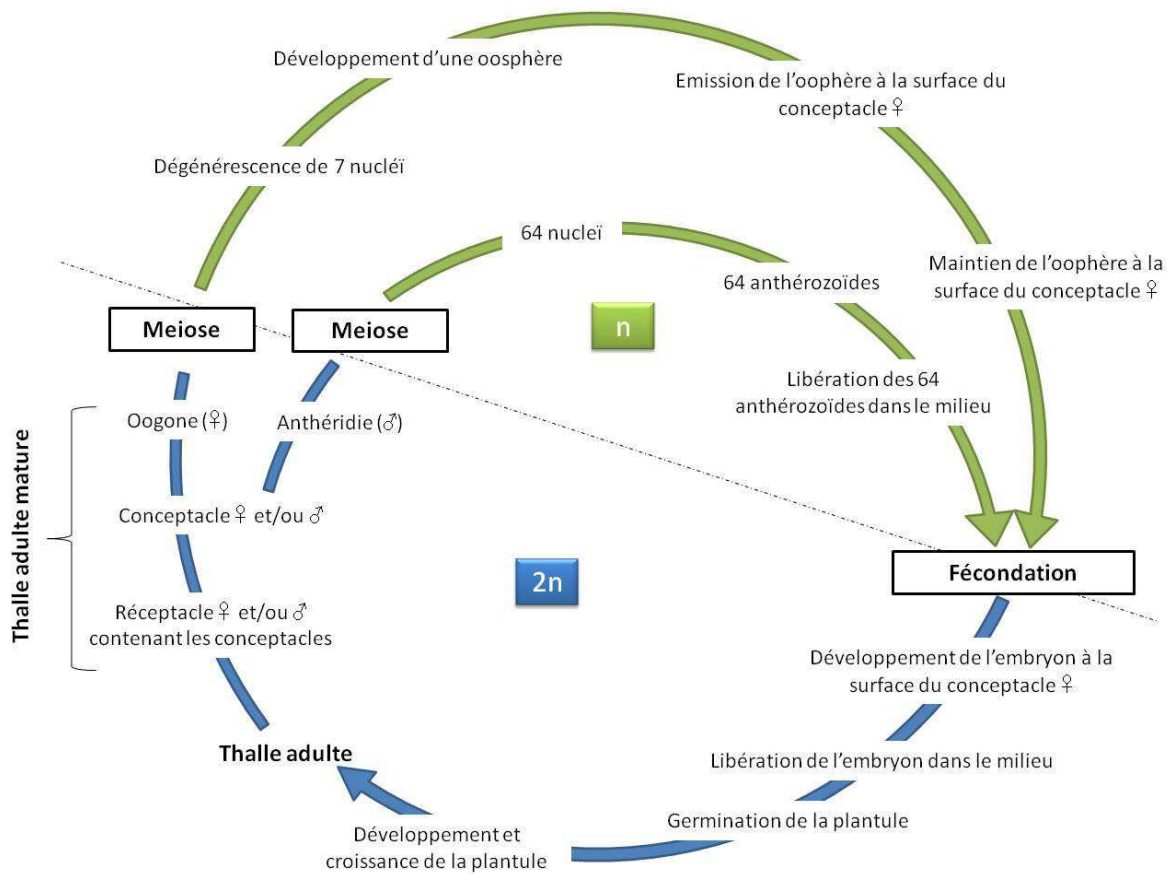 Développement d'une oosphère
Emission de l'oophère à la surface du
conceptacle ♀
Dégénérescence de 7 nucléï
64 nucleï
Maintien de l'oophère à la
surface du conceptacle ♀
64 anthérozoïdes
Meiose
Meiose
n
Libération des 64
anthérozoïdes dans le milieu
Oogone (♀)
Anthéridie (♂)
Thalle adulte mature
Conceptacle ♀ et/ou ♂
2n
Fécondation
Réceptacle ♀ et/ou ♂
contenant les conceptacles
Développement de l'embryon à la
surface du conceptacle ♀
Thalle adulte
Libération de l'embryon dans le milieu
Germination de la plantule
Développement et
croissance de la plantule